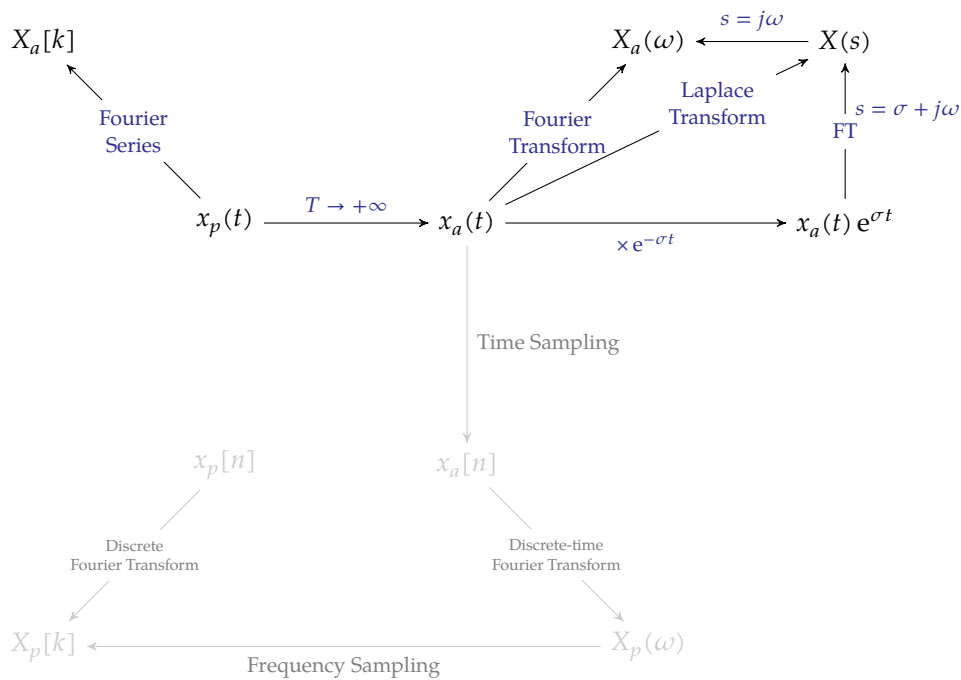 X_a[k]
X_a(ω)
s = jω
X(s)
Fourier
Series
Fourier
Transform
Laplace
Transform
s = σ + jω
FT
x_p(t)
T → +∞
x_a(t)
× e^{−σt}
x_a(t) e^{σt}
Time Sampling
x_p[n]
x_a[n]
Discrete
Fourier Transform
Discrete-time
Fourier Transform
X_p[k]
Frequency Sampling
X_p(ω)